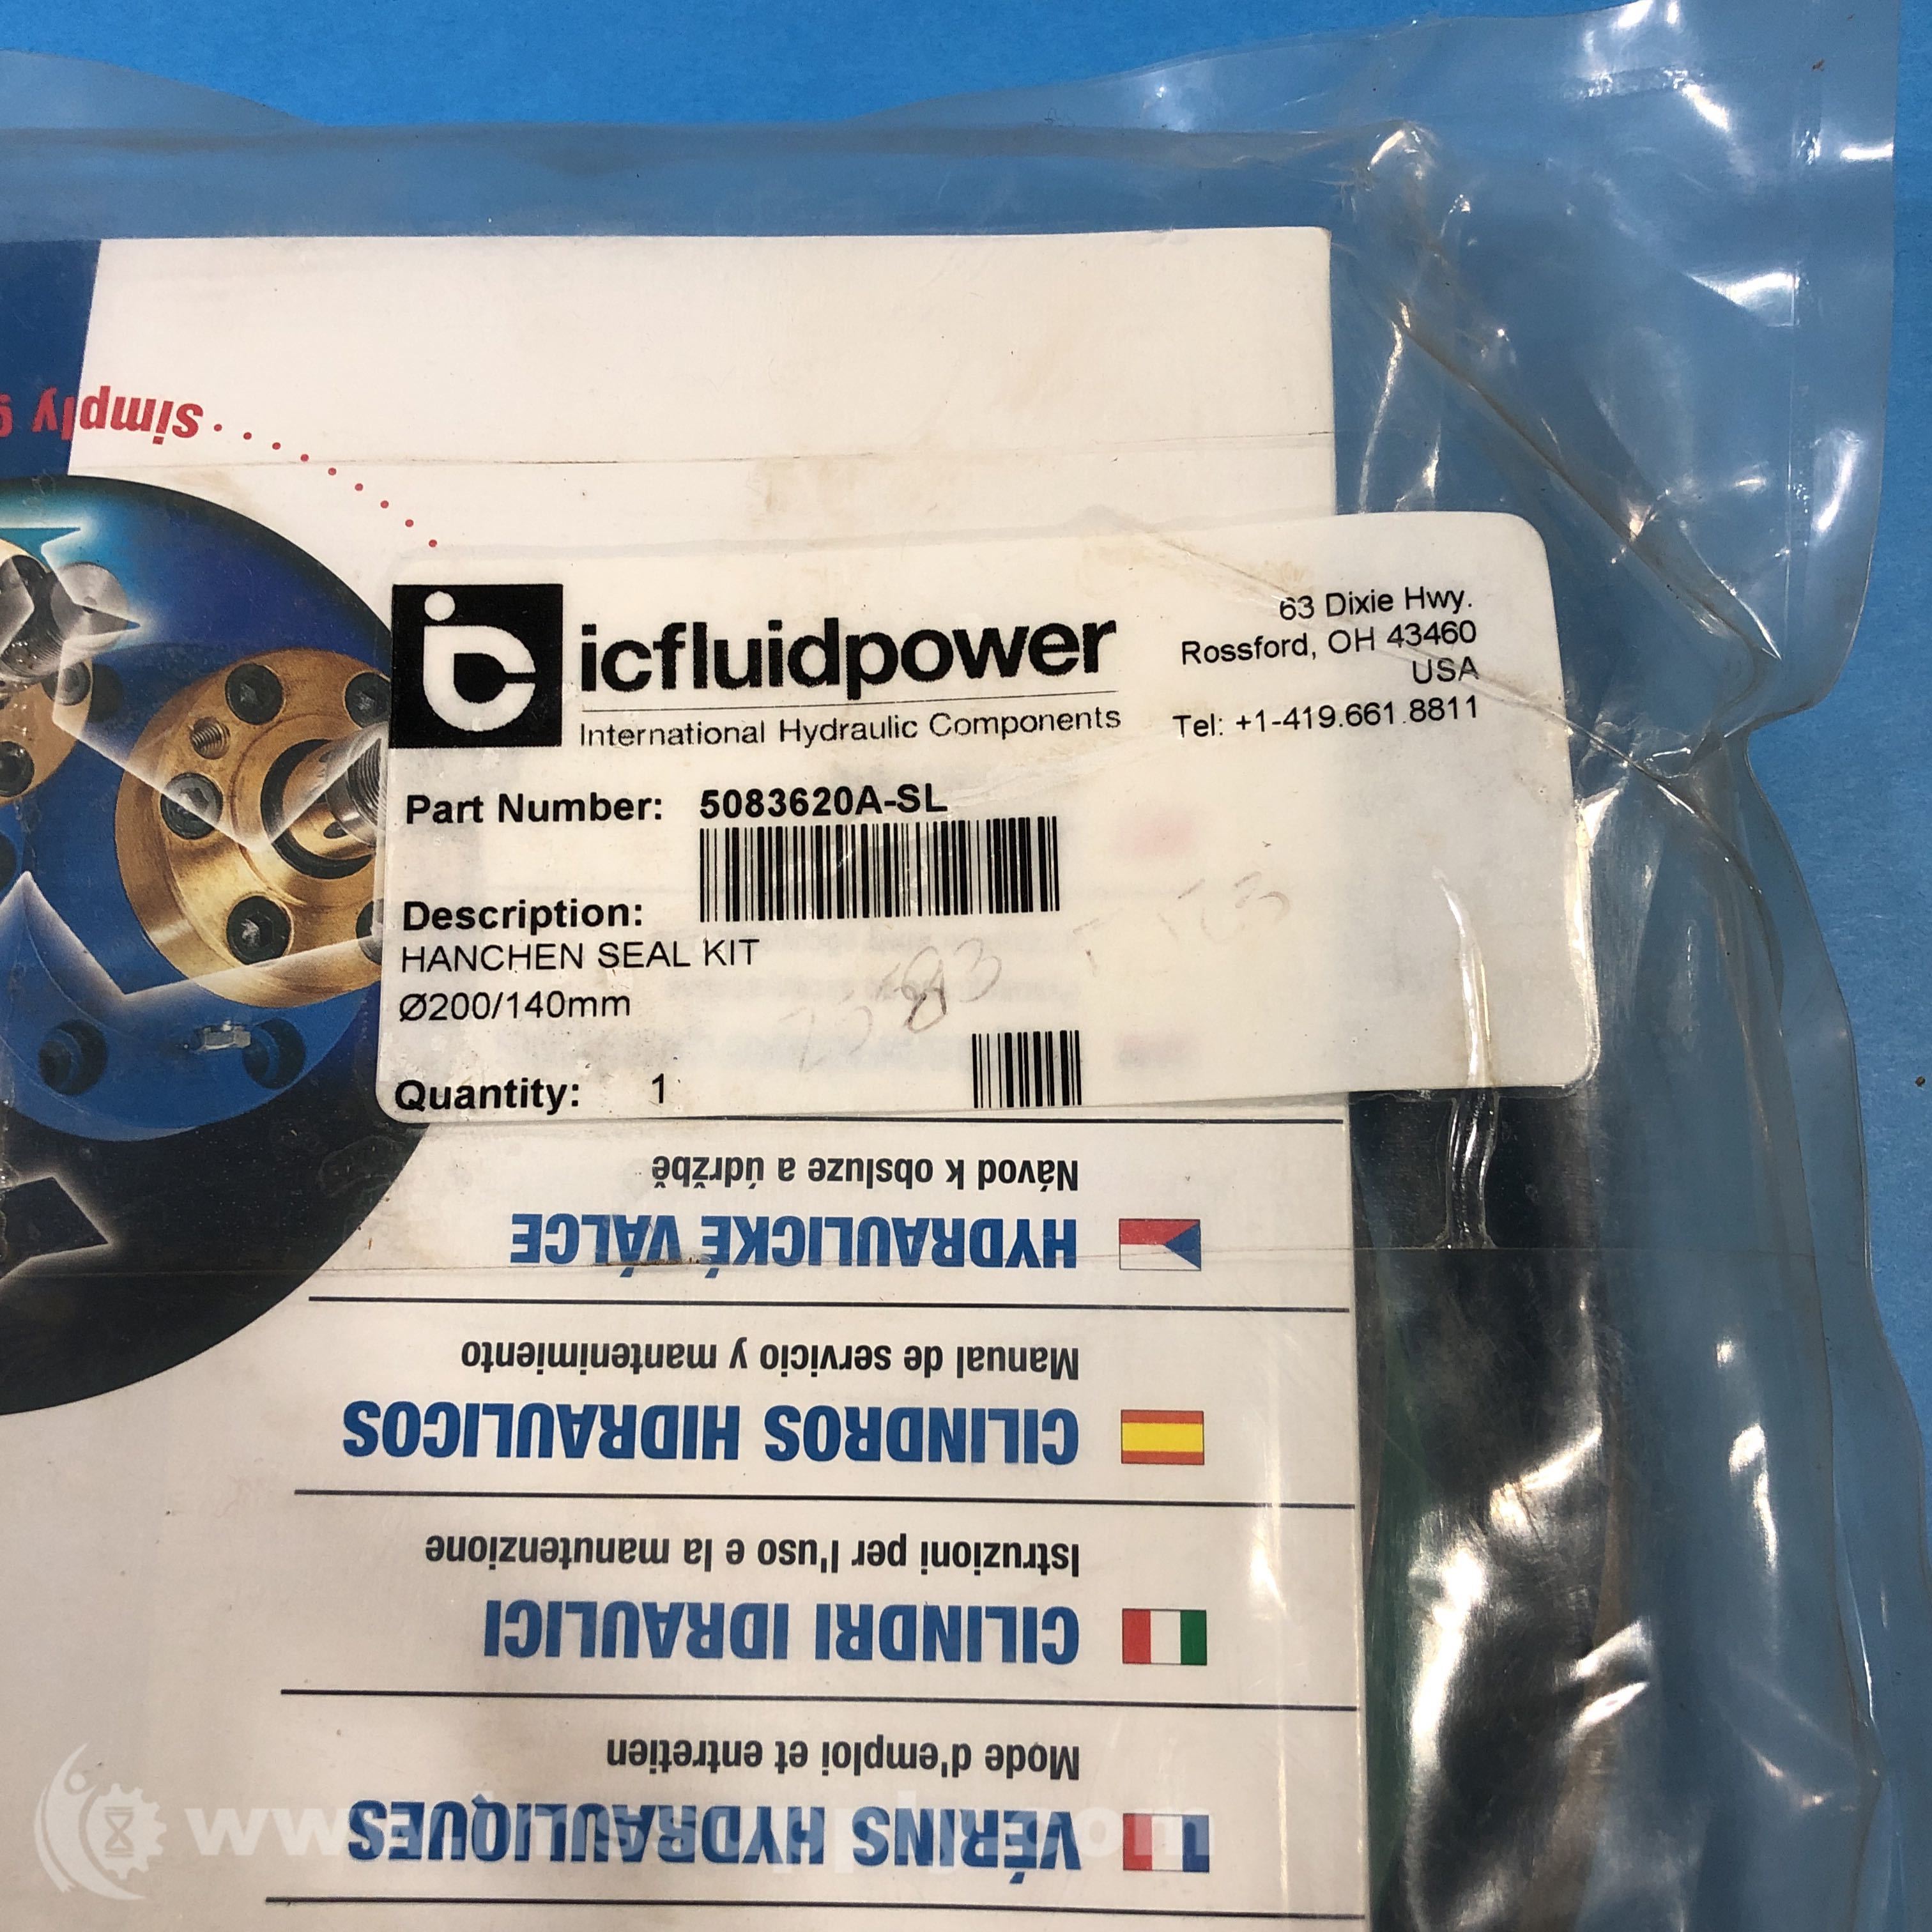 simply
icfluidpower
International Hydraulic Components
63 Dixie Hwy.
Rossford, OH 43460
USA
Tel: +1-419.661.8811
Part Number: 5083620A-SL
Description:
HANCHEN SEAL KIT
Ø200/140mm
Quantity: 1
Návod k obsluze a údržbě
HYDRAULICKÉ VÁLCE
Manual de servicio y mantenimiento
CILINDROS HIDRAULICOS
Istruzioni per l'uso e la manutenzione
CILINDRI IDRAULICI
Mode d'emploi et entretien
VÉRINS HYDRAULIQUES